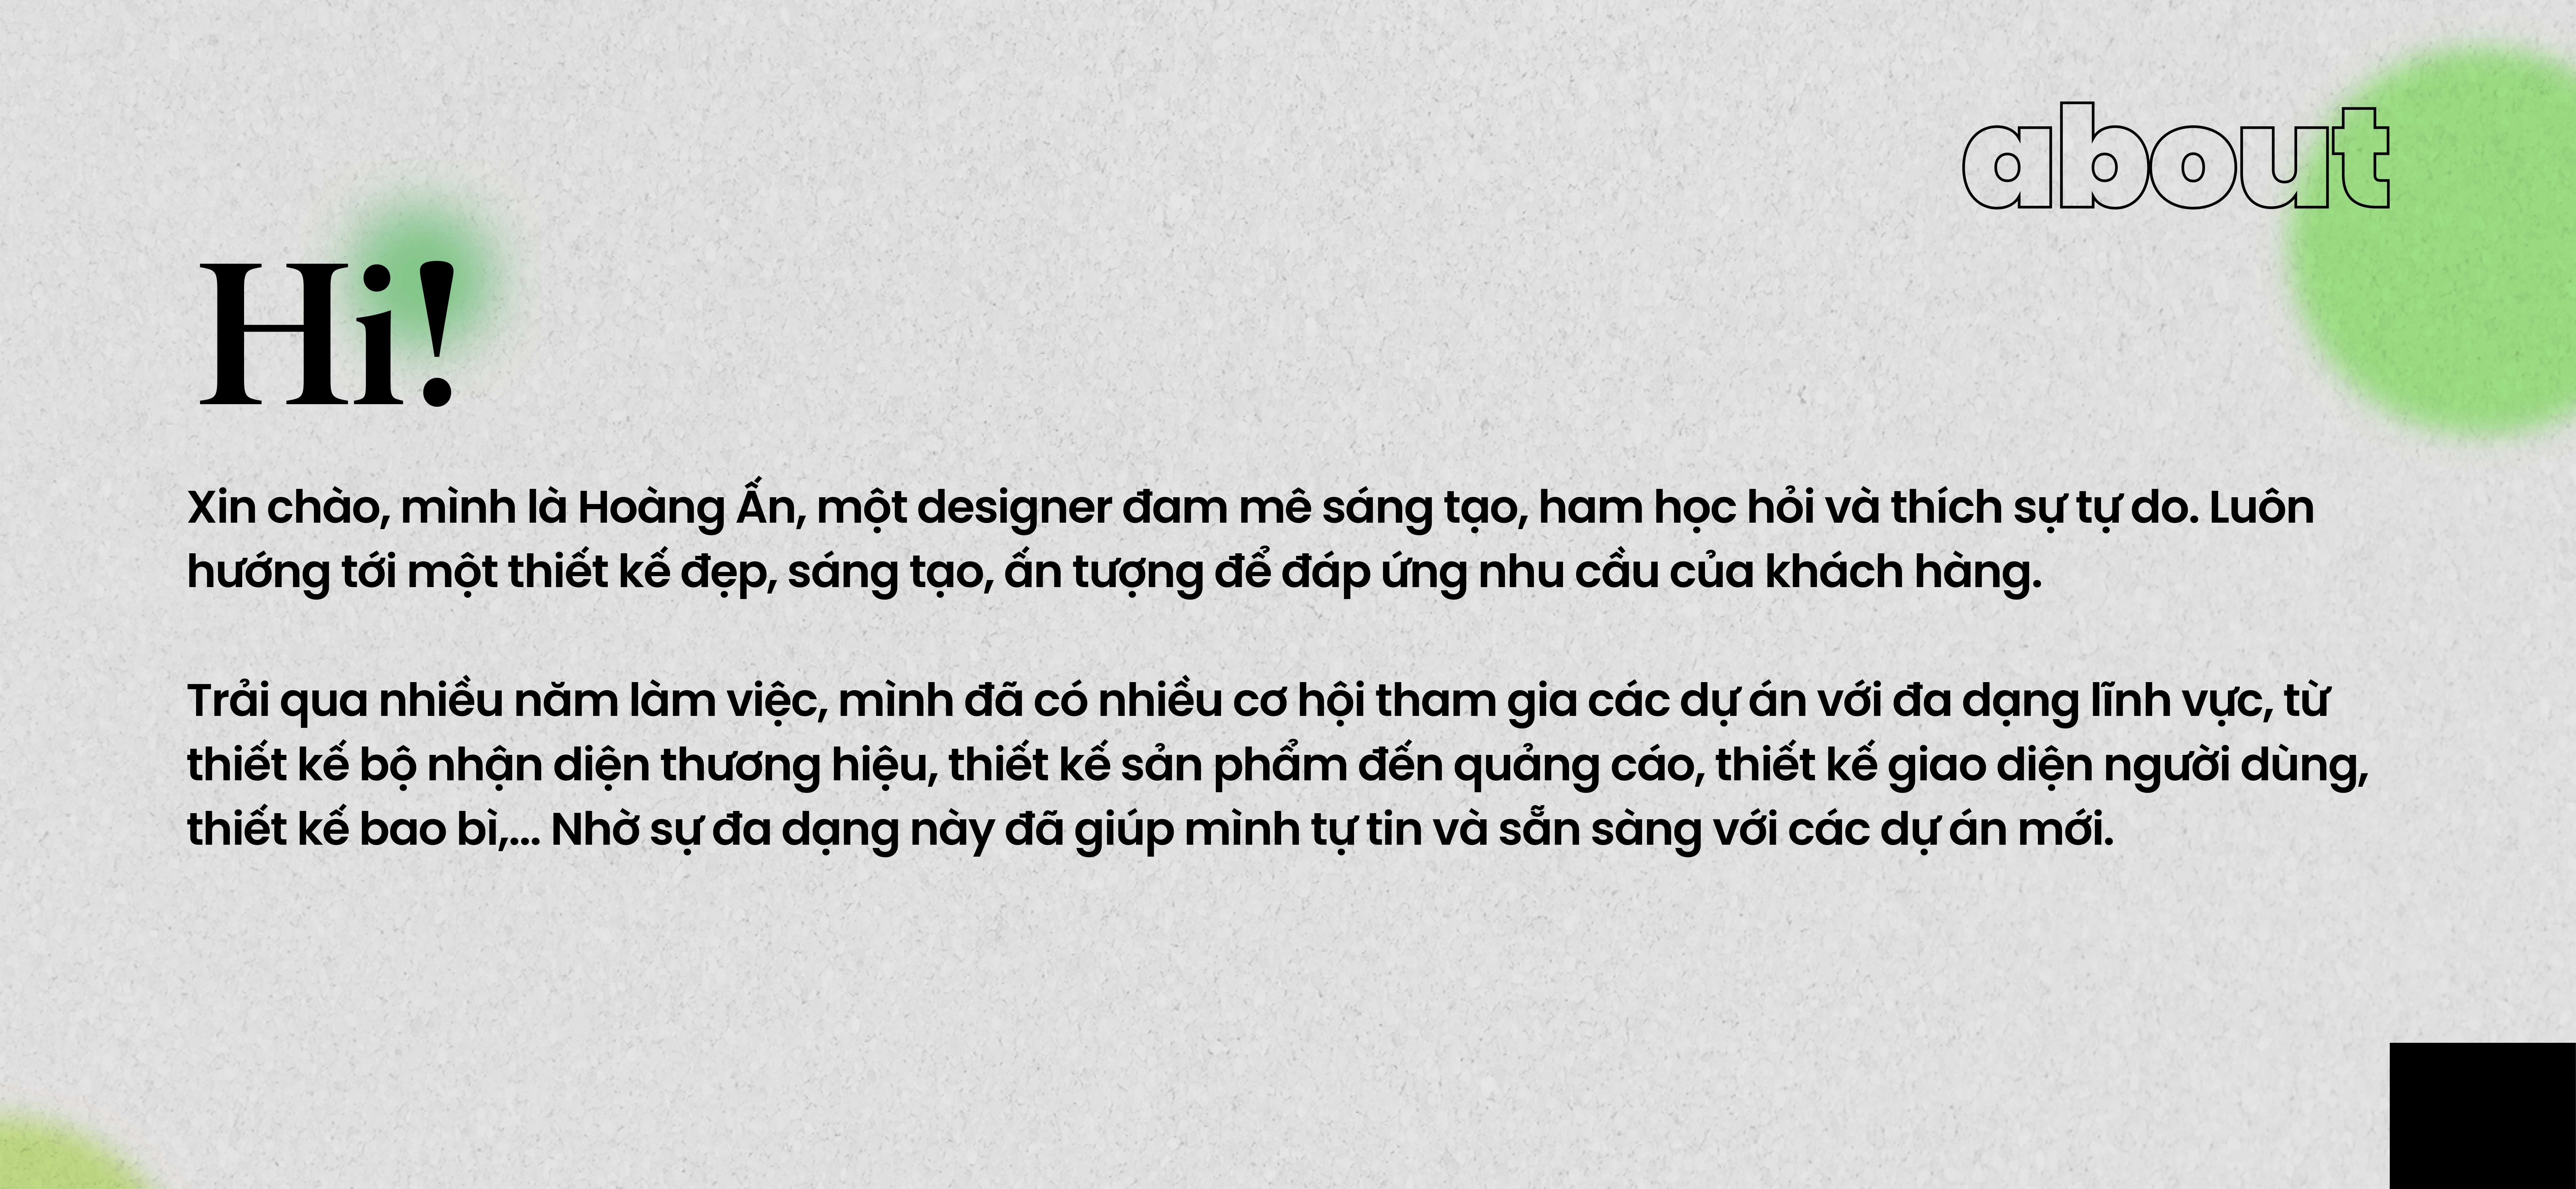 about
Hi!
Xin chào, mình là Hoàng Ấn, một designer đam mê sáng tạo, ham học hỏi và thích sự tự do. Luôn
hướng tới một thiết kế đẹp, sáng tạo, ấn tượng để đáp ứng nhu cầu của khách hàng.
Trải qua nhiều năm làm việc, mình đã có nhiều cơ hội tham gia các dự án với đa dạng lĩnh vực, từ
thiết kế bộ nhận diện thương hiệu, thiết kế sản phẩm đến quảng cáo, thiết kế giao diện người dùng,
thiết kế bao bì,... Nhờ sự đa dạng này đã giúp mình tự tin và sẵn sàng với các dự án mới.